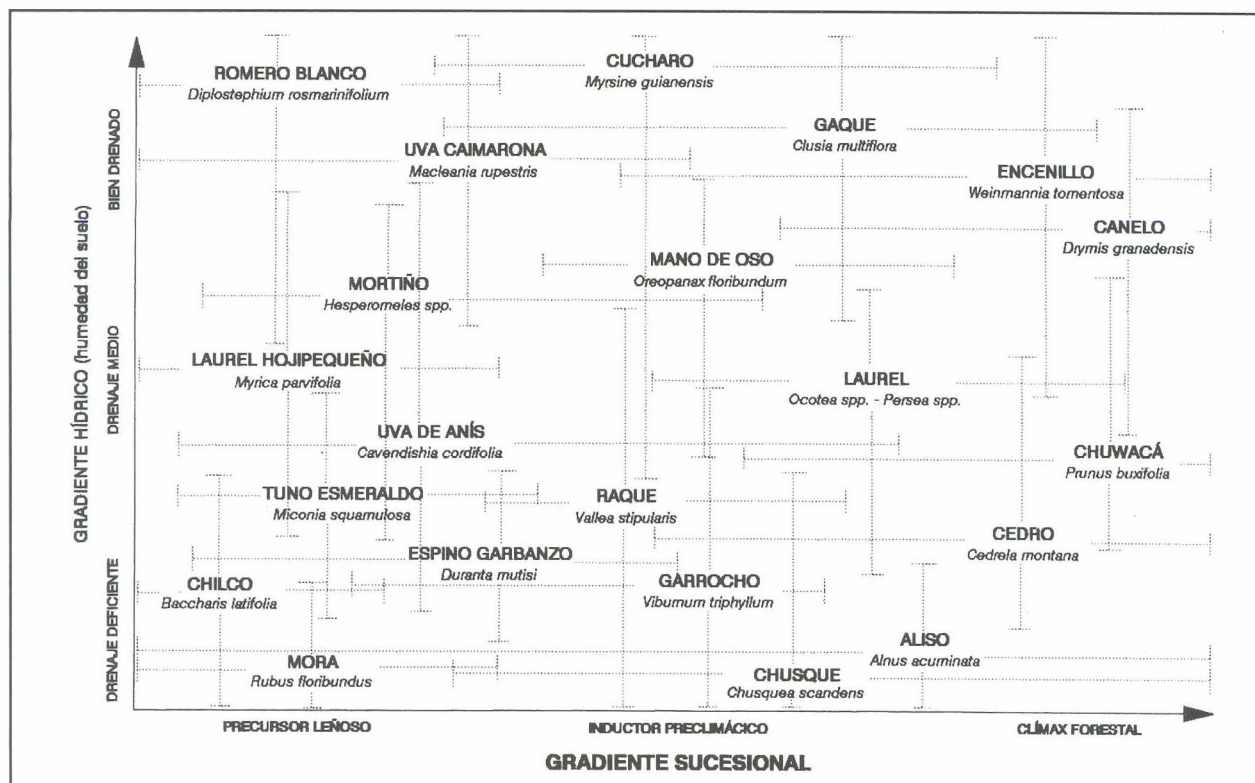 CUCHARO
Myrsine guianensis
ROMERO BLANCO
Diplostephium rosmarinifolium
GAQUE
Clusia multiflora
UVA CAIMARONA
Macleania rupestris
ENCENILLO
Weinmannia tomentosa
CANELO
Drymis granadensis
MANO DE OSO
Oreopanax floribundum
MORTIÑO
Hesperomeles spp.
LAUREL HOJIPEQUEÑO
Myrica parvifolia
LAUREL
Ocotea spp. - Persea spp.
UVA DE ANÍS
Cavendishia cordifolia
CHUWACÁ
Prunus buxifolia
TUNO ESMERALDO
Miconia squamulosa
RAQUE
Vallea stipularis
CEDRO
Cedrela montana
ESPINO GARBANZO
Duranta mutisi
CHILCO
Baccharis latifolia
GARROCHO
Viburnum triphyllum
ALISO
Alnus acuminata
MORA
Rubus floribundus
CHUSQUE
Chusquea scandens
GRADIENTE HÍDRICO (humedad del suelo)
BIEN DRENADO
DRENAJE MEDIO
DRENAJE DEFICIENTE
PRECURSOR LEÑOSO
INDUCTOR PRECLIMÁCICO
CLÍMAX FORESTAL
GRADIENTE SUCESIONAL